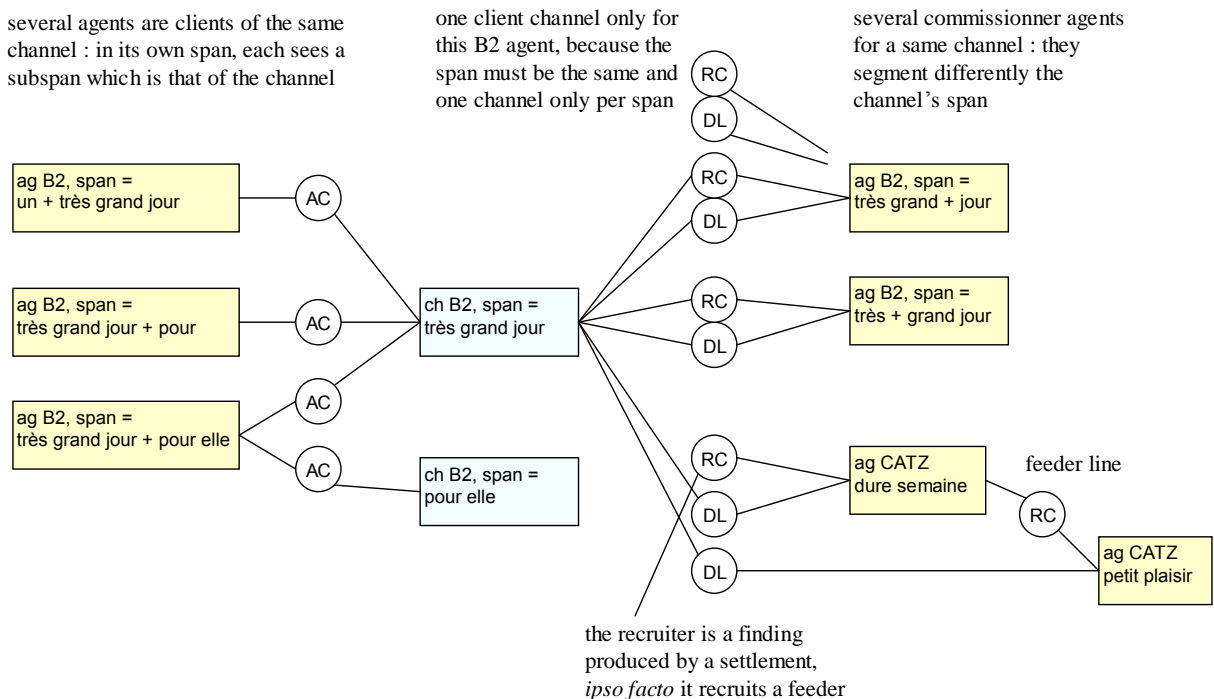 several agents are clients of the same
channel : in its own span, each sees a
subspan which is that of the channel
one client channel only for
this B2 agent, because the
span must be the same and
one channel only per span
several commissionner agents
for a same channel : they
segment differently the
channel's span
RC
DL
ag B2, span =
un + très grand jour
AC
RC
DL
ag B2, span =
très grand + jour
ag B2, span =
très grand jour + pour
AC
ch B2, span =
très grand jour
RC
DL
ag B2, span =
très + grand jour
ag B2, span =
très grand jour + pour elle
AC
AC
ch B2, span =
pour elle
RC
DL
ag CATZ
dure semaine
feeder line
RC
DL
ag CATZ
petit plaisir
the recruiter is a finding
produced by a settlement,
ipso facto it recruits a feeder